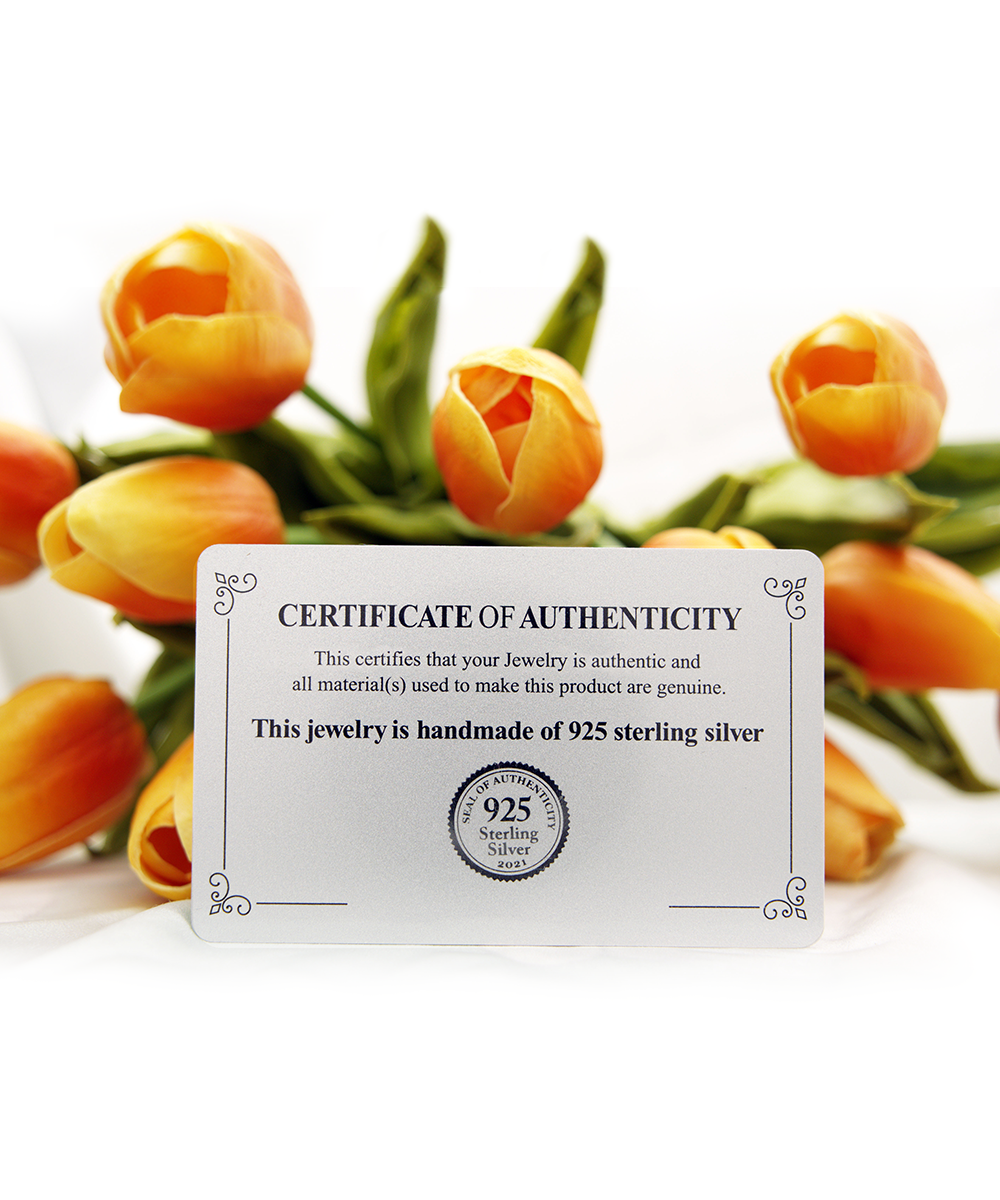 CERTIFICATE OF AUTHENTICITY
This certifies that your Jewelry is authentic and
all material(s) used to make this product are genuine.
This jewelry is handmade of 925 sterling silver
SEAL OF AUTHENTICITY
925
Sterling
Silver
2021